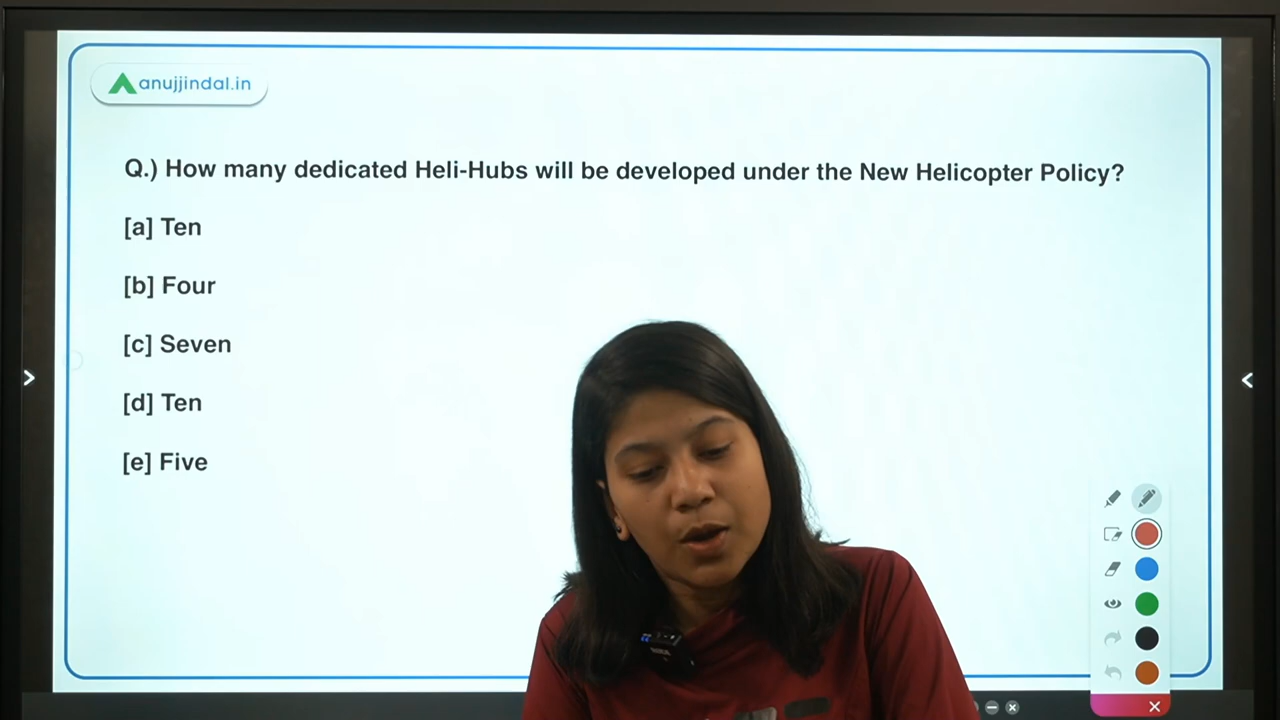 anujjindal.in
Q.) How many dedicated Heli-Hubs will be developed under the New Helicopter Policy?
[a] Ten
[b] Four
[c] Seven
[d] Ten
[e] Five